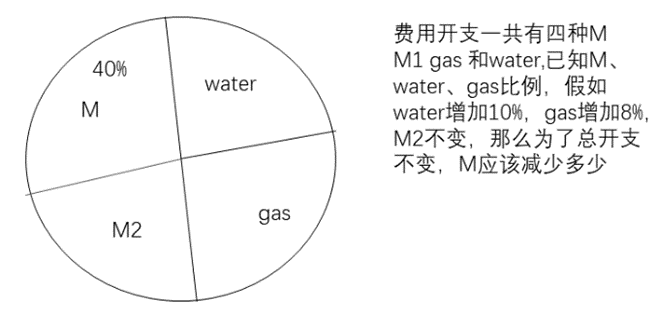 40%
M
water
M2
gas
费用开支一共有四种M
M1 gas 和water,已知M、
water、gas比例，假如
water增加10%，gas增加8%,
M2不变，那么为了总开支
不变，M应该减少多少